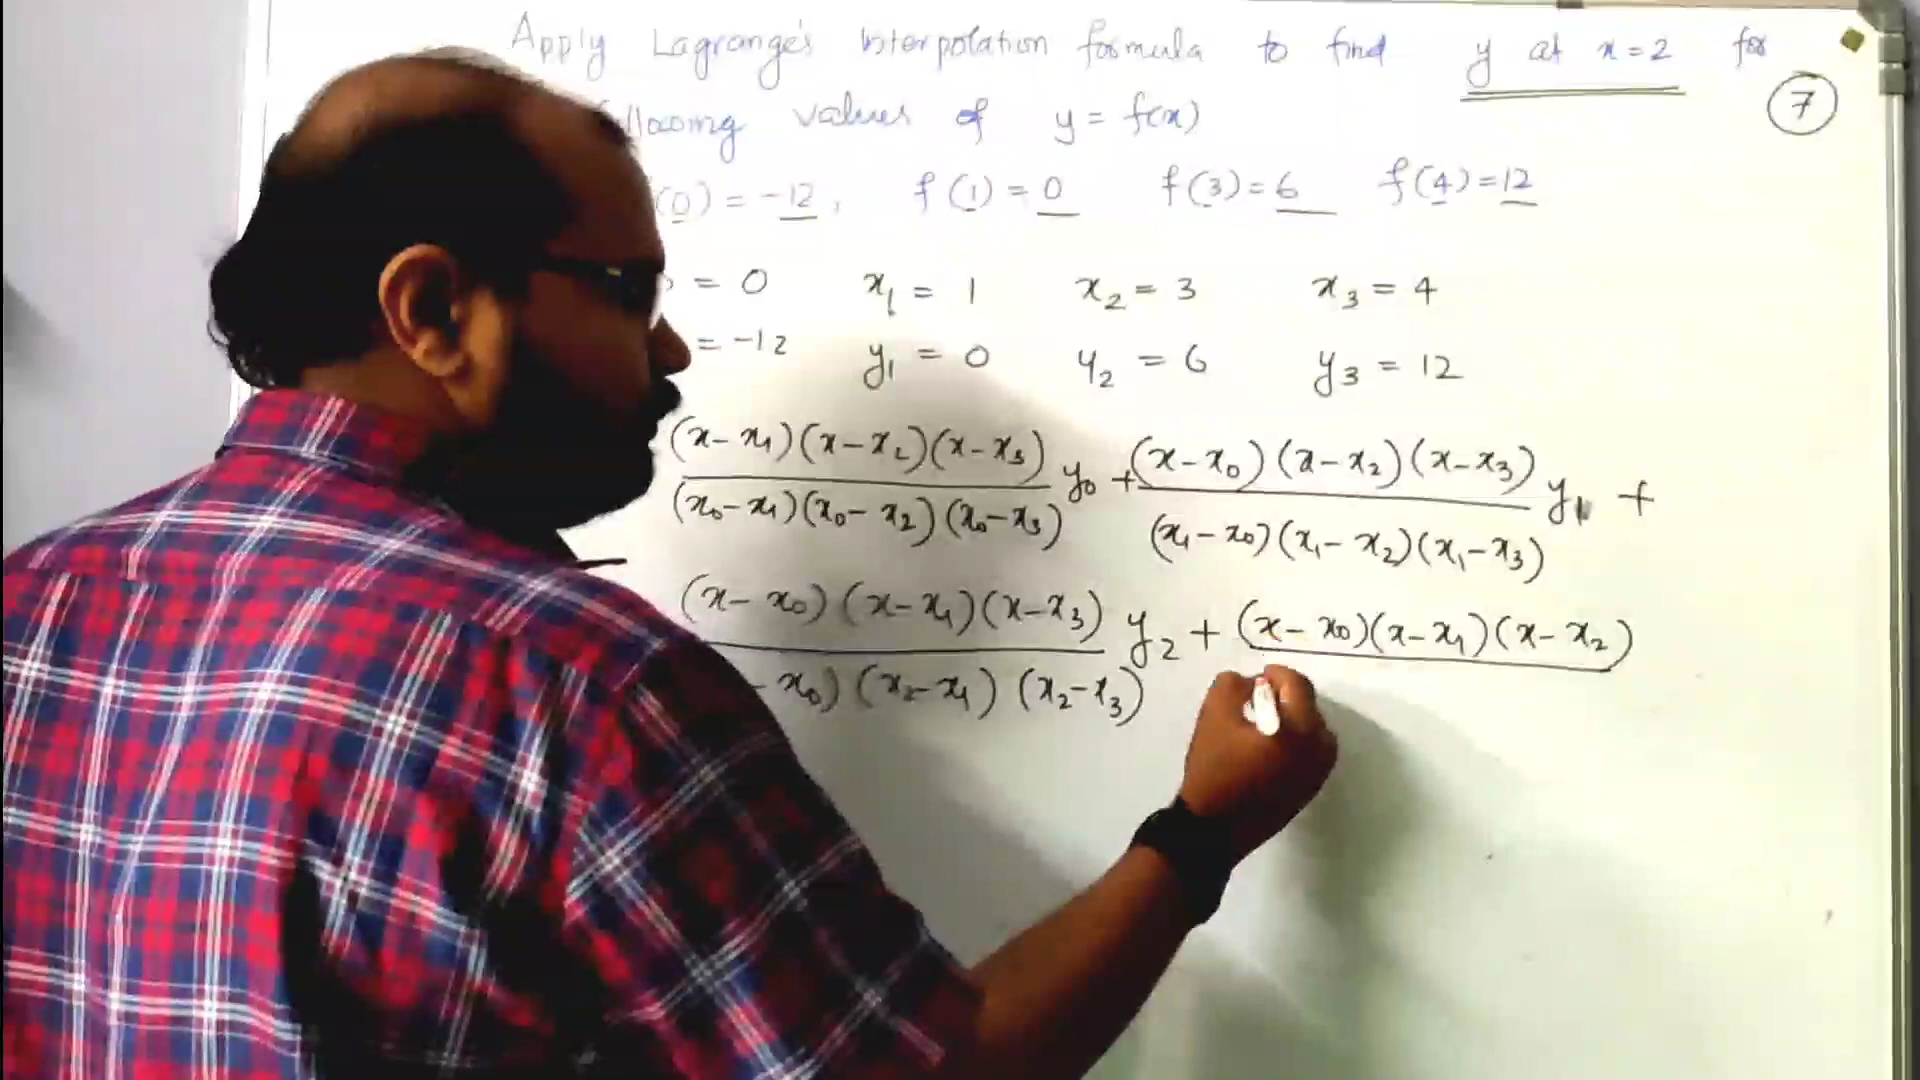 Apply Lagrange's Interpolation formula to find y at x = 2 for
following values of y = f(x)
7
(0) = -12, f(1) = 0 f(3) = 6 f(4) = 12
= 0 x₁ = 1 x₂ = 3 x₃ = 4
= -12 y₁ = 0 y₂ = 6 y₃ = 12
(x-x₁)(x-x₂)(x-x₃) y₀ + (x-x₀)(x-x₂)(x-x₃) y₁ +
(x₀-x₁)(x₀-x₂)(x₀-x₃) (x₁-x₀)(x₁-x₂)(x₁-x₃)
(x-x₀)(x-x₁)(x-x₃) y₂ + (x-x₀)(x-x₁)(x-x₂)
-x₀)(x₂-x₁)(x₂-x₃)